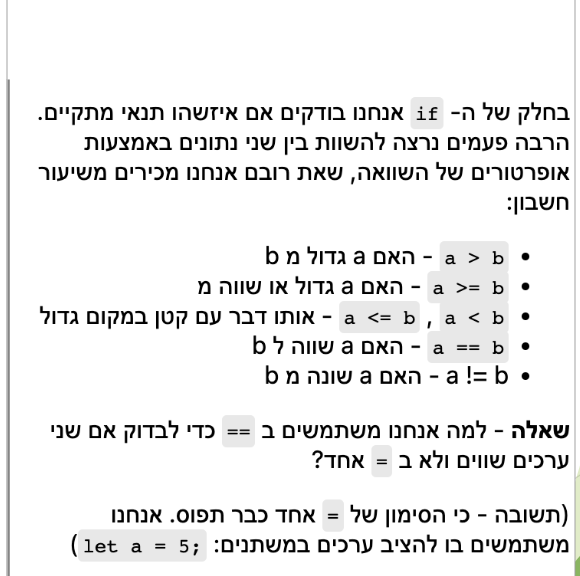 בחלק של ה- if אנחנו בודקים אם איזשהו תנאי מתקיים.
הרבה פעמים נרצה להשוות בין שני נתונים באמצעות
אופרטורים של השוואה, שאת רובם אנחנו מכירים משיעור
חשבון:
• a > b - האם a גדול מ b
• a >= b - האם a גדול או שווה מ
• a < b , a <= b - אותו דבר עם קטן במקום גדול
• a == b - האם a שווה ל b
• a != b - האם a שונה מ b
שאלה - למה אנחנו משתמשים ב == כדי לבדוק אם שני
ערכים שווים ולא ב = אחד?
(תשובה - כי הסימון של = אחד כבר תפוס. אנחנו
משתמשים בו להציב ערכים במשתנים: let a = 5;)